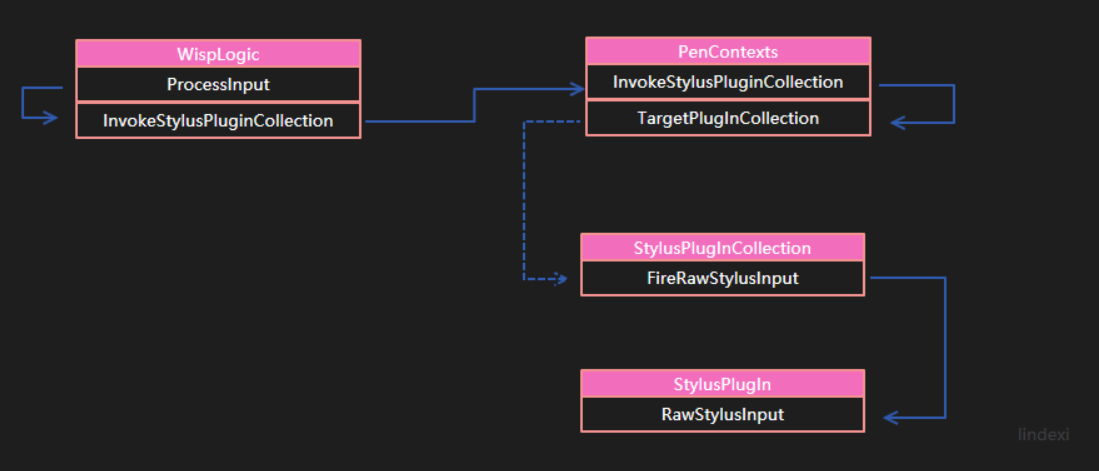 WispLogic
ProcessInput
InvokeStylusPluginCollection
PenContexts
InvokeStylusPluginCollection
TargetPlugInCollection
StylusPlugInCollection
FireRawStylusInput
StylusPlugIn
RawStylusInput
lindexi